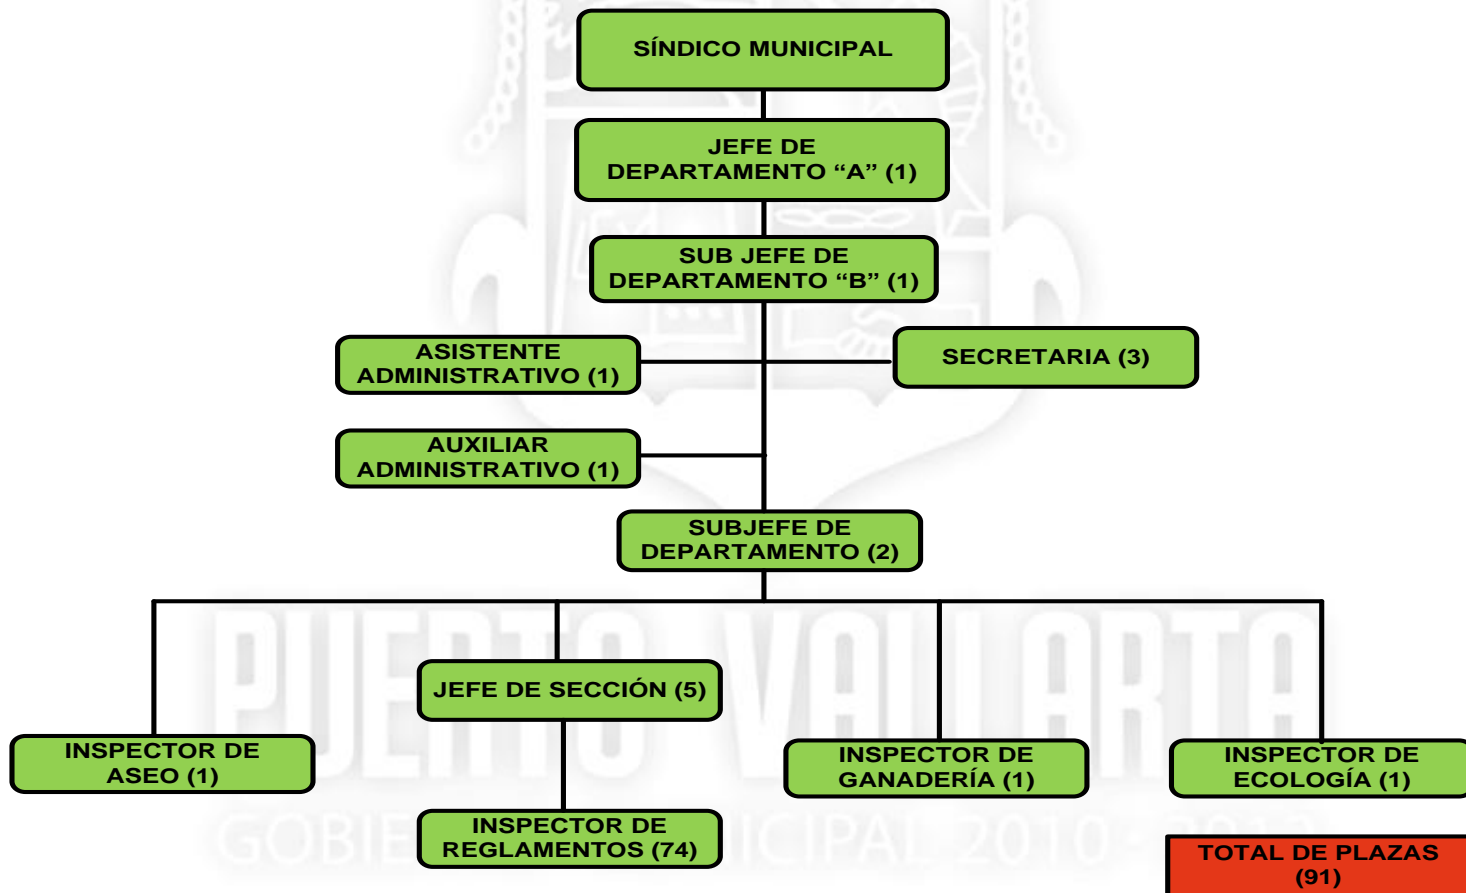 SÍNDICO MUNICIPAL
JEFE DE
DEPARTAMENTO “A” (1)
SUB JEFE DE
DEPARTAMENTO “B” (1)
ASISTENTE
ADMINISTRATIVO (1)
SECRETARIA (3)
AUXILIAR
ADMINISTRATIVO (1)
SUBJEFE DE
DEPARTAMENTO (2)
JEFE DE SECCIÓN (5)
INSPECTOR DE
ASEO (1)
INSPECTOR DE
GANADERÍA (1)
INSPECTOR DE
ECOLOGÍA (1)
INSPECTOR DE
REGLAMENTOS (74)
TOTAL DE PLAZAS
(91)
PUERTO VALLARTA